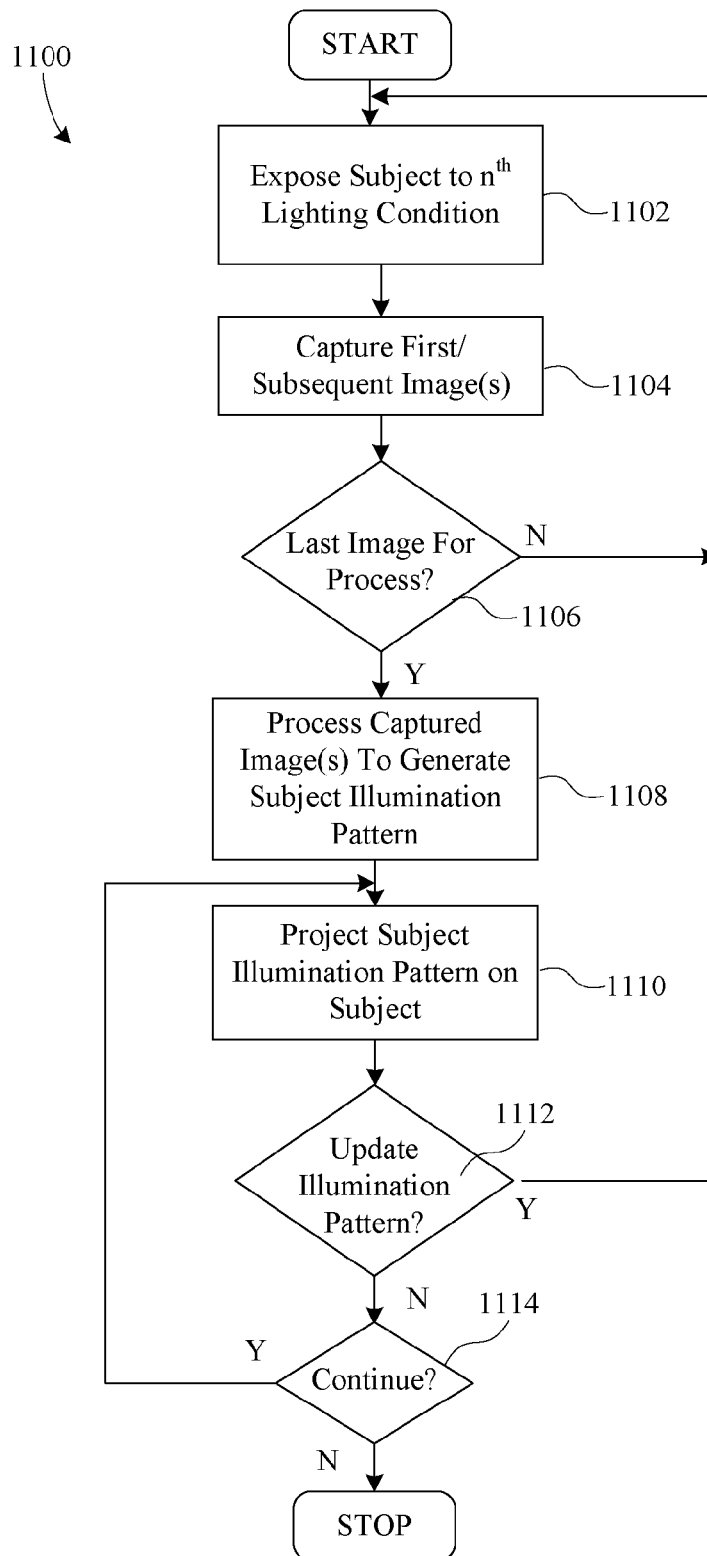 START
1100
Expose Subject to nth
Lighting Condition
1102
Capture First/
Subsequent Image(s)
1104
Last Image For
Process?
N
1106
Y
Process Captured
Image(s) To Generate
Subject Illumination
Pattern
1108
Project Subject
Illumination Pattern on
Subject
1110
1112
Update
Illumination
Pattern?
Y
N
1114
Y
Continue?
N
STOP